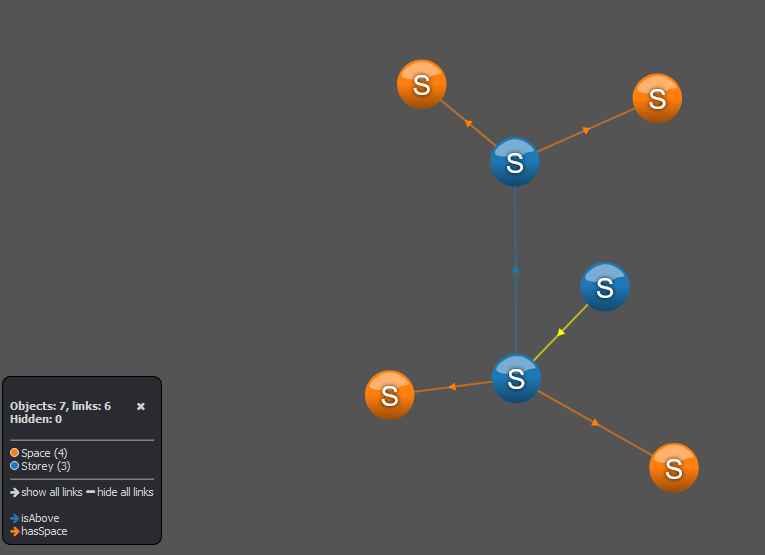 S
S
S
S
S
S
S
Objects: 7, links: 6
Hidden: 0
Space (4)
Storey (3)
show all links hide all links
isAbove
hasSpace